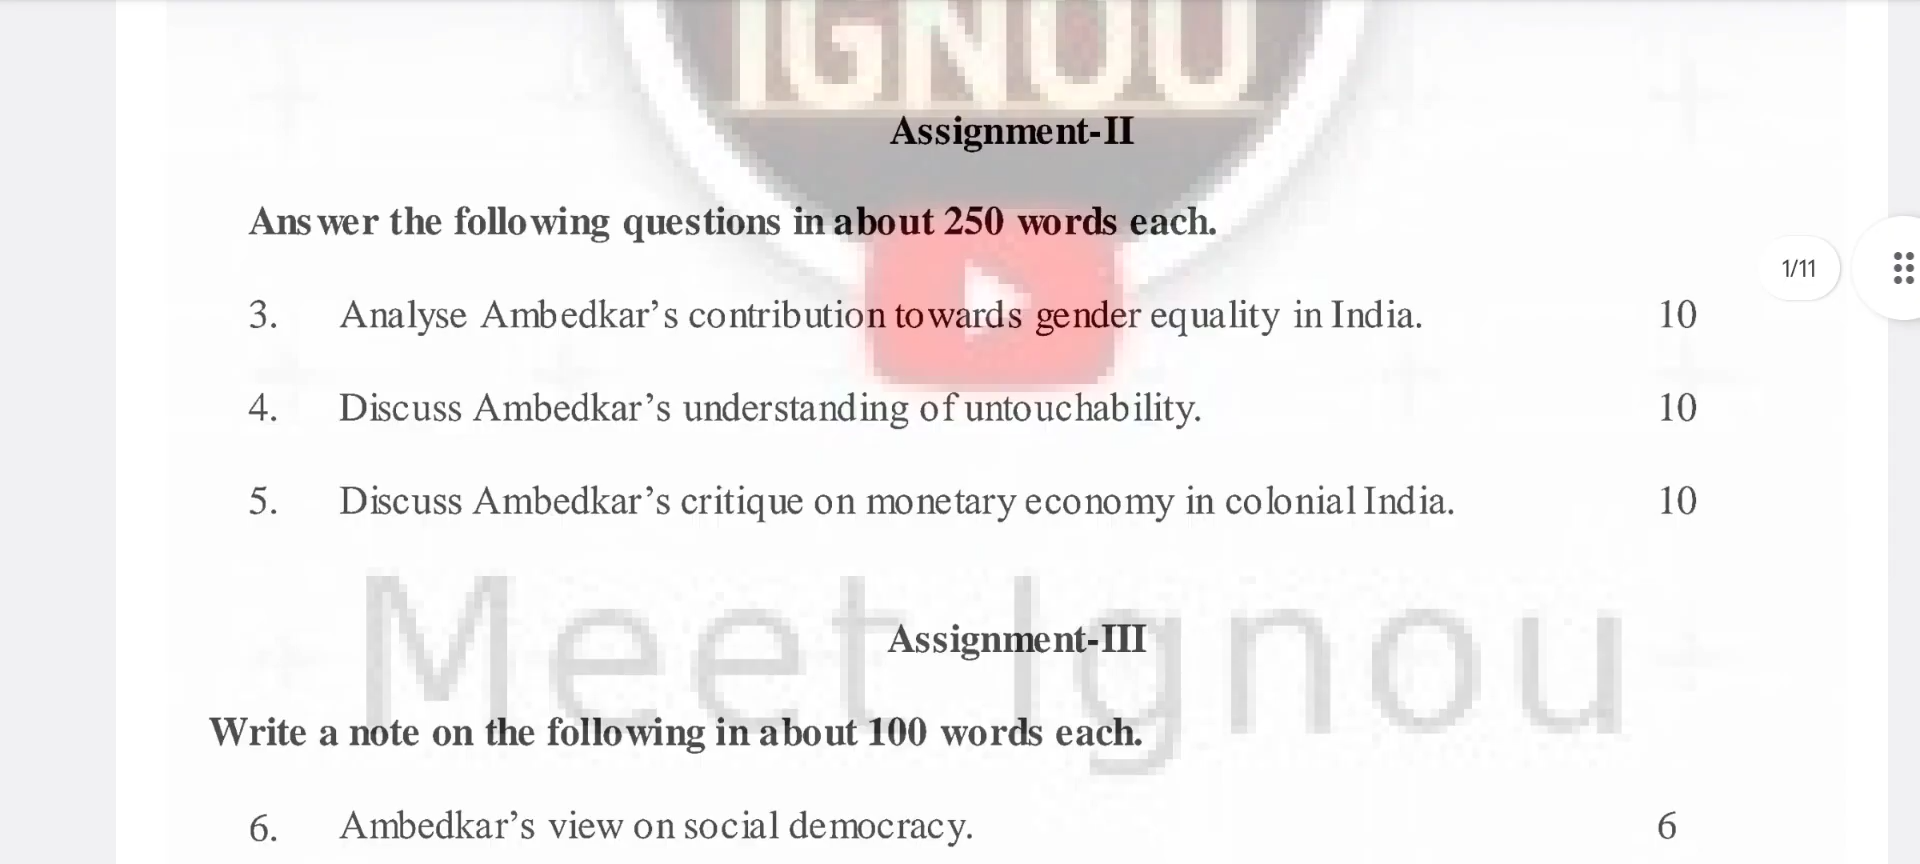 IGNOU
Assignment-II
Answer the following questions in about 250 words each.
3. Analyse Ambedkar's contribution towards gender equality in India. 10
1/11
4. Discuss Ambedkar's understanding of untouchability. 10
5. Discuss Ambedkar's critique on monetary economy in colonial India. 10
Meet Ignou
Assignment-III
Write a note on the following in about 100 words each.
6. Ambedkar's view on social democracy. 6